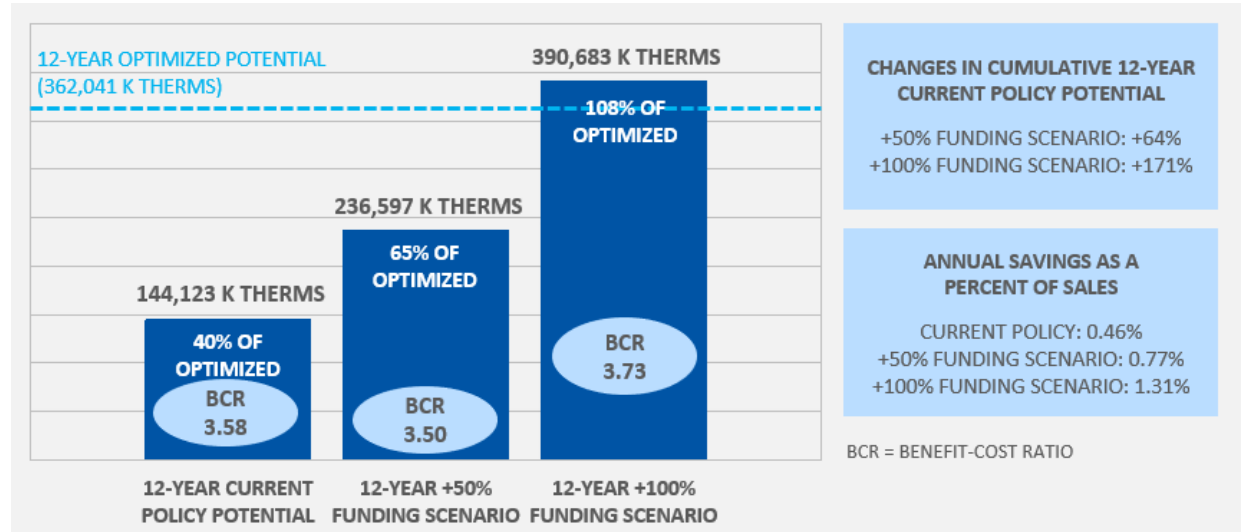 12-YEAR OPTIMIZED POTENTIAL
(362,041 K THERMS)
390,683 K THERMS
108% OF
OPTIMIZED
236,597 K THERMS
65% OF
OPTIMIZED
144,123 K THERMS
40% OF
OPTIMIZED
BCR
3.58
BCR
3.50
BCR
3.73
12-YEAR CURRENT
POLICY POTENTIAL
12-YEAR +50%
FUNDING SCENARIO
12-YEAR +100%
FUNDING SCENARIO
CHANGES IN CUMULATIVE 12-YEAR
CURRENT POLICY POTENTIAL
+50% FUNDING SCENARIO: +64%
+100% FUNDING SCENARIO: +171%
ANNUAL SAVINGS AS A
PERCENT OF SALES
CURRENT POLICY: 0.46%
+50% FUNDING SCENARIO: 0.77%
+100% FUNDING SCENARIO: 1.31%
BCR = BENEFIT-COST RATIO